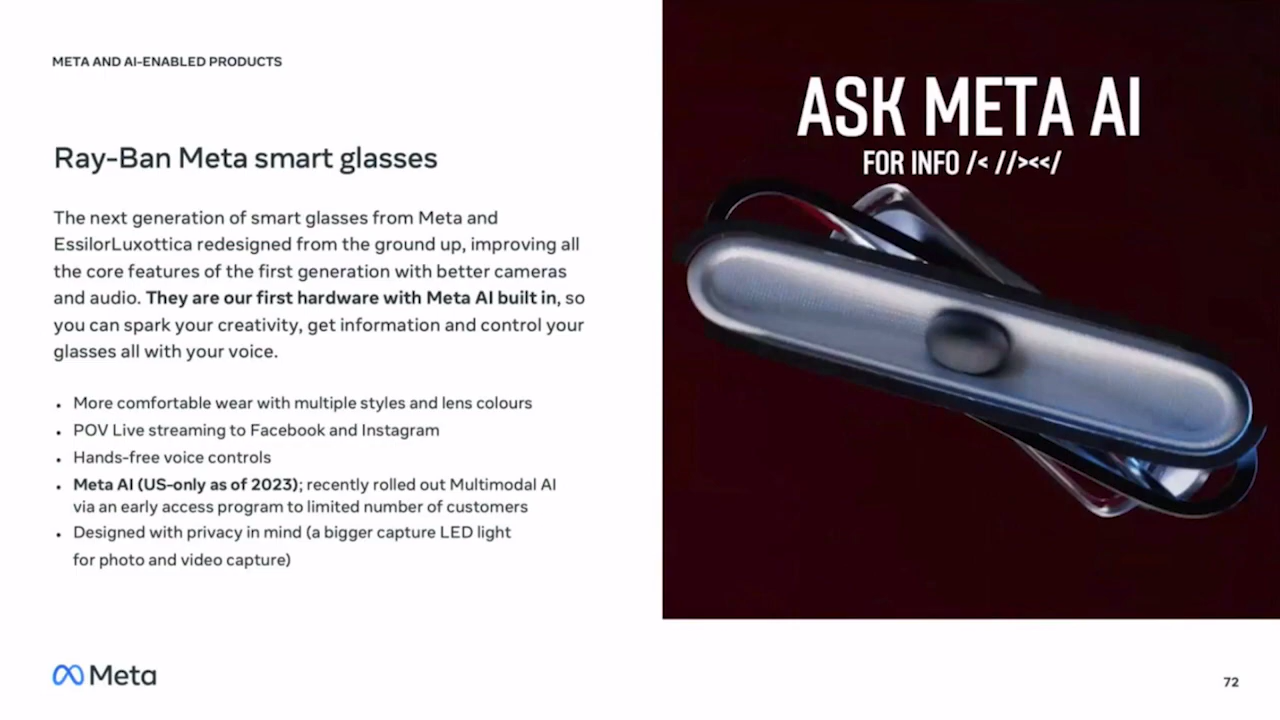 META AND AI-ENABLED PRODUCTS
Ray-Ban Meta smart glasses
The next generation of smart glasses from Meta and
EssilorLuxottica redesigned from the ground up, improving all
the core features of the first generation with better cameras
and audio. They are our first hardware with Meta AI built in, so
you can spark your creativity, get information and control your
glasses all with your voice.
• More comfortable wear with multiple styles and lens colours
• POV Live streaming to Facebook and Instagram
• Hands-free voice controls
• Meta AI (US-only as of 2023); recently rolled out Multimodal AI
via an early access program to limited number of customers
• Designed with privacy in mind (a bigger capture LED light
for photo and video capture)
ASK META AI
FOR INFO /< //><</
Meta
72